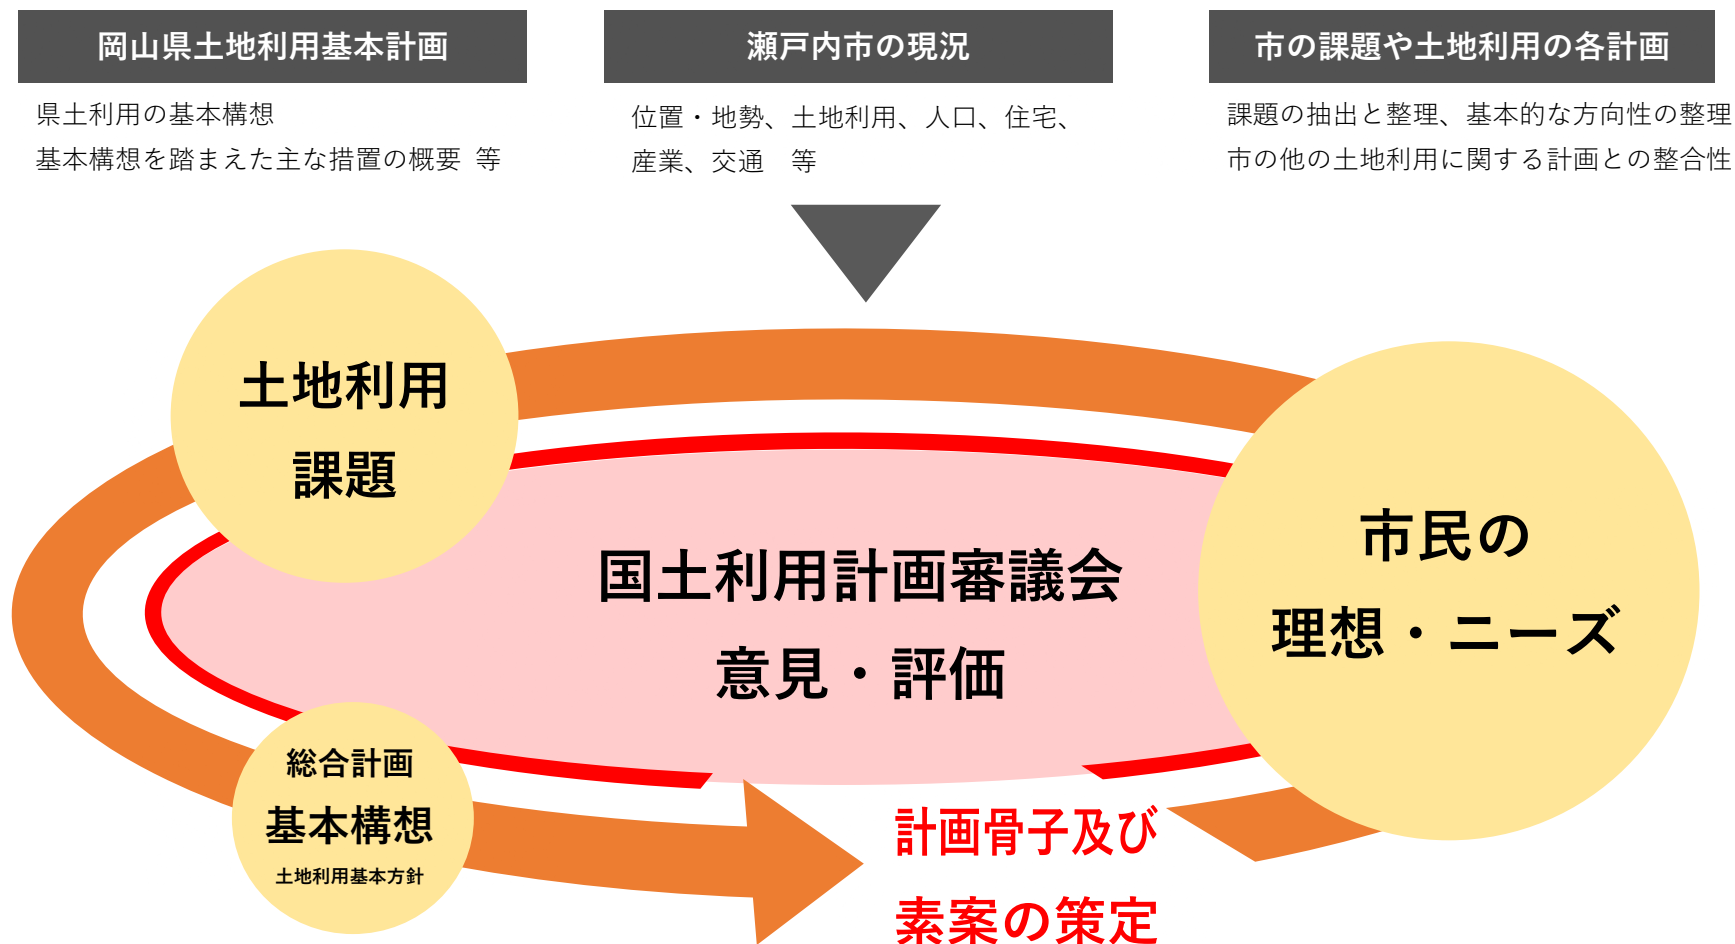 岡山県土地利用基本計画
県土利用の基本構想
基本構想を踏まえた主な措置の概要 等
瀬戸内市の現況
位置・地勢、土地利用、人口、住宅、
産業、交通　等
市の課題や土地利用の各計画
課題の抽出と整理、基本的な方向性の整理
市の他の土地利用に関する計画との整合性
土地利用
課題
国土利用計画審議会
意見・評価
市民の
理想・ニーズ
総合計画
基本構想
土地利用基本方針
計画骨子及び
素案の策定